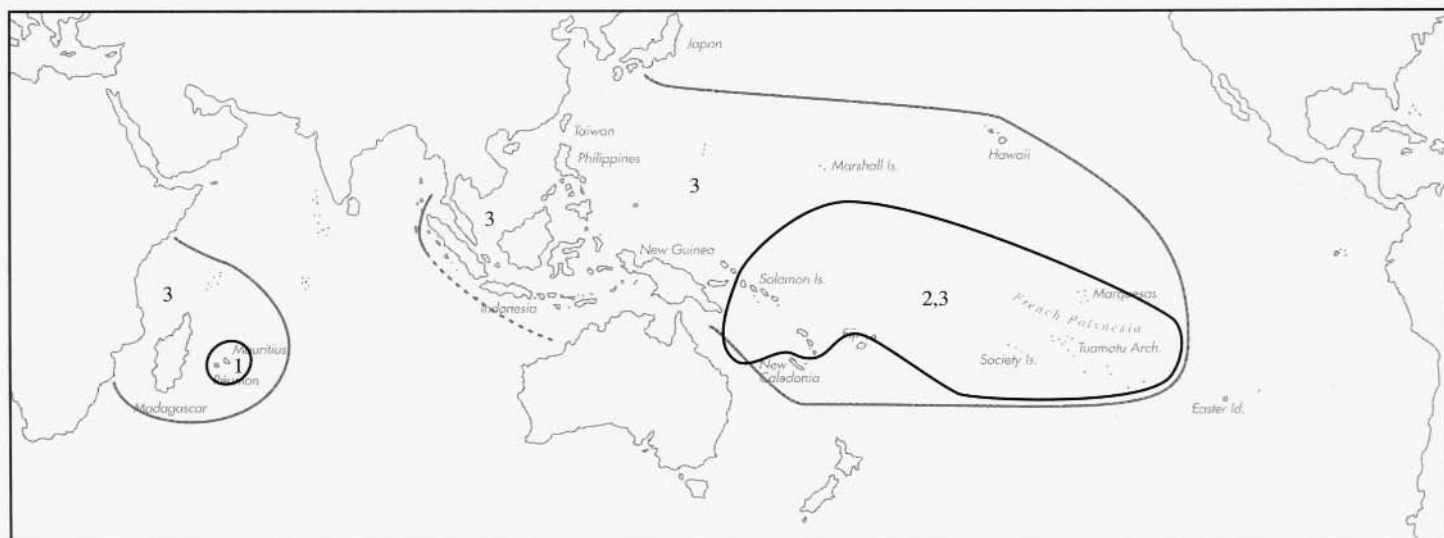 Japan
Taiwan
Philippines
Hawaii
Marshall Is.
3
3
New Guinea
Solomon Is.
3
2,3
Marquesas
French Polynesia
Indonesia
Fiji
Tuamotu Arch.
Mauritius
1
Society Is.
New
Caledonia
Réunion
Madagascar
Easter Id.